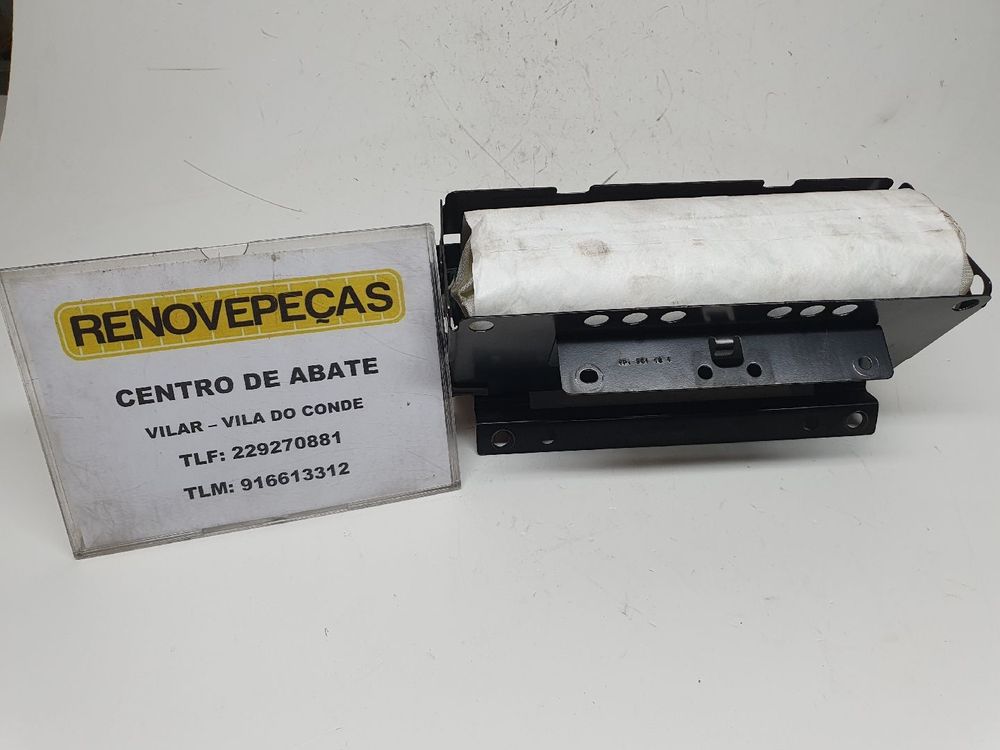 RENOVEPEÇAS
CENTRO DE ABATE
VILAR – VILA DO CONDE
TLF: 229270881
TLM: 916613312